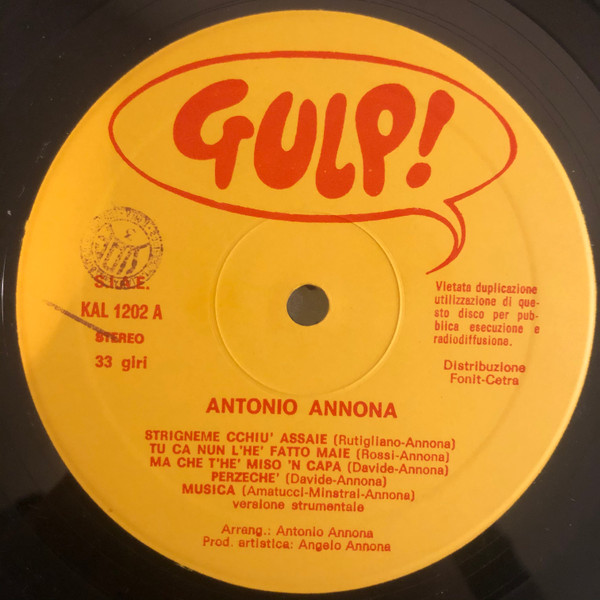 GULP!
S.I.A.E.
KAL 1202 A
STEREO
33 giri
Vietata duplicazione
utilizzazione di que-
sto disco per pub-
blica esecuzione e
radiodiffusione.
Distribuzione
Fonit-Cetra
ANTONIO ANNONA
STRIGNEME CCHIU' ASSAIE (Rutigliano-Annona)
TU CA NUN L'HE' FATTO MAIE (Rossi-Annona)
MA CHE T'HE' MISO 'N CAPA (Davide-Annona)
PERZECHE' (Davide-Annona)
MUSICA (Amatucci-Minstrai-Annona)
versione strumentale
Arrang.: Antonio Annona
Prod. artistica: Angelo Annona